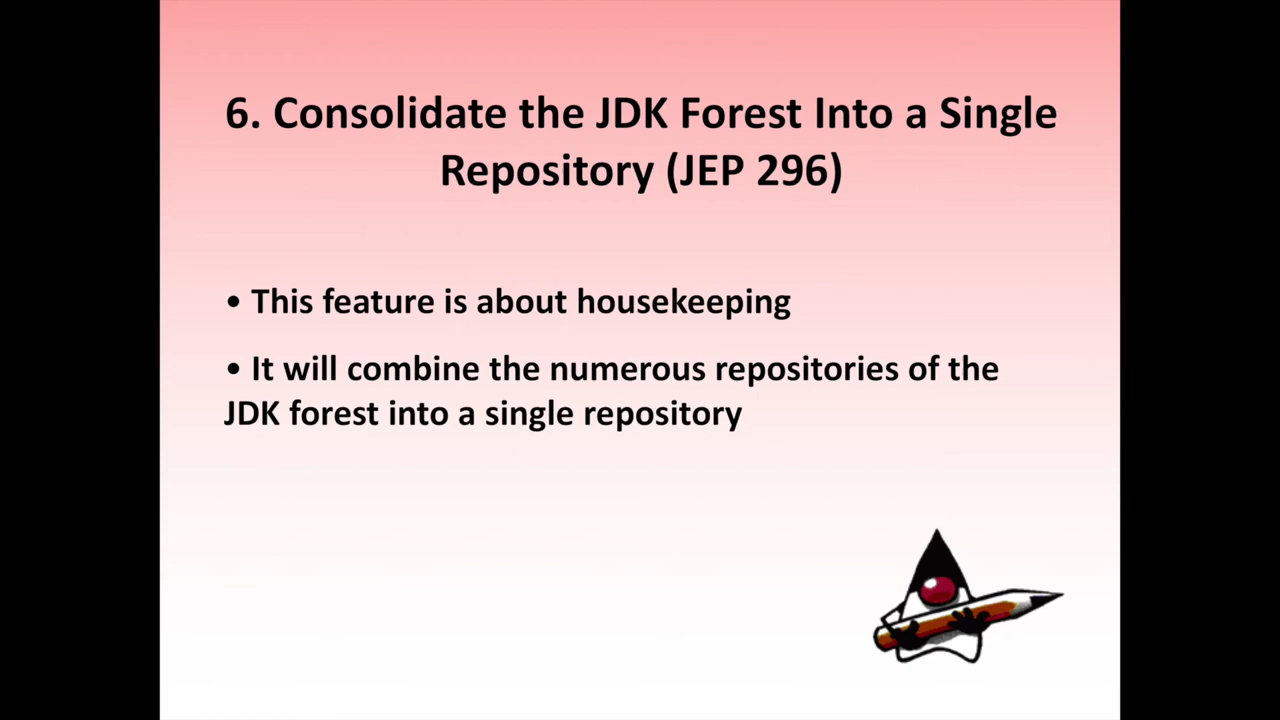 6. Consolidate the JDK Forest Into a Single
Repository (JEP 296)
• This feature is about housekeeping
• It will combine the numerous repositories of the
JDK forest into a single repository